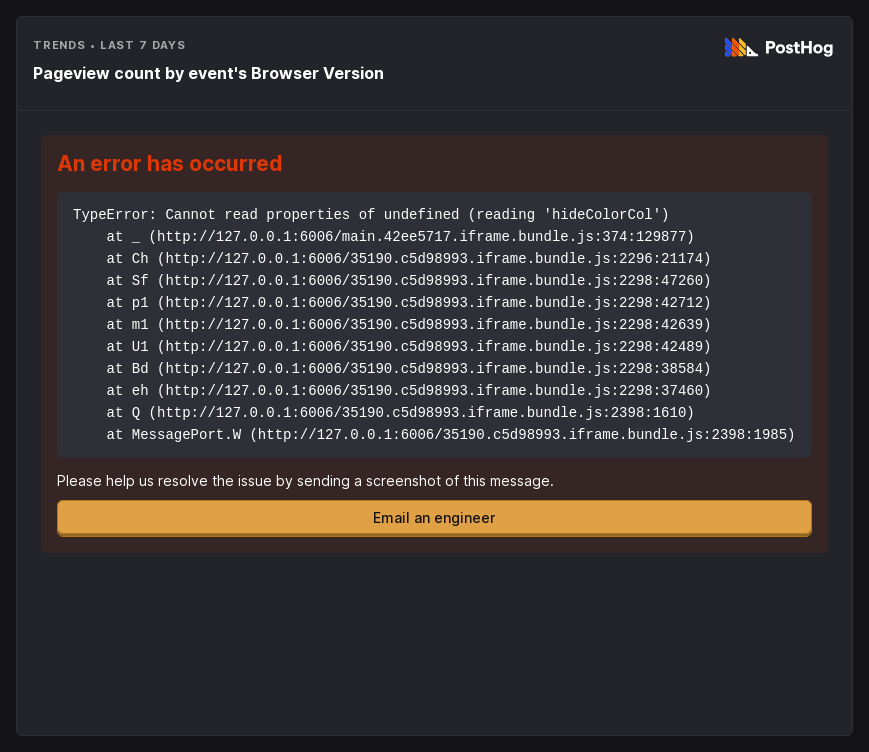 TRENDS • LAST 7 DAYS
PostHog
Pageview count by event's Browser Version
An error has occurred
TypeError: Cannot read properties of undefined (reading 'hideColorCol')
    at _ (http://127.0.0.1:6006/main.42ee5717.iframe.bundle.js:374:129877)
    at Ch (http://127.0.0.1:6006/35190.c5d98993.iframe.bundle.js:2296:21174)
    at Sf (http://127.0.0.1:6006/35190.c5d98993.iframe.bundle.js:2298:47260)
    at p1 (http://127.0.0.1:6006/35190.c5d98993.iframe.bundle.js:2298:42712)
    at m1 (http://127.0.0.1:6006/35190.c5d98993.iframe.bundle.js:2298:42639)
    at U1 (http://127.0.0.1:6006/35190.c5d98993.iframe.bundle.js:2298:42489)
    at Bd (http://127.0.0.1:6006/35190.c5d98993.iframe.bundle.js:2298:38584)
    at eh (http://127.0.0.1:6006/35190.c5d98993.iframe.bundle.js:2298:37460)
    at Q (http://127.0.0.1:6006/35190.c5d98993.iframe.bundle.js:2398:1610)
    at MessagePort.W (http://127.0.0.1:6006/35190.c5d98993.iframe.bundle.js:2398:1985)
Please help us resolve the issue by sending a screenshot of this message.
Email an engineer